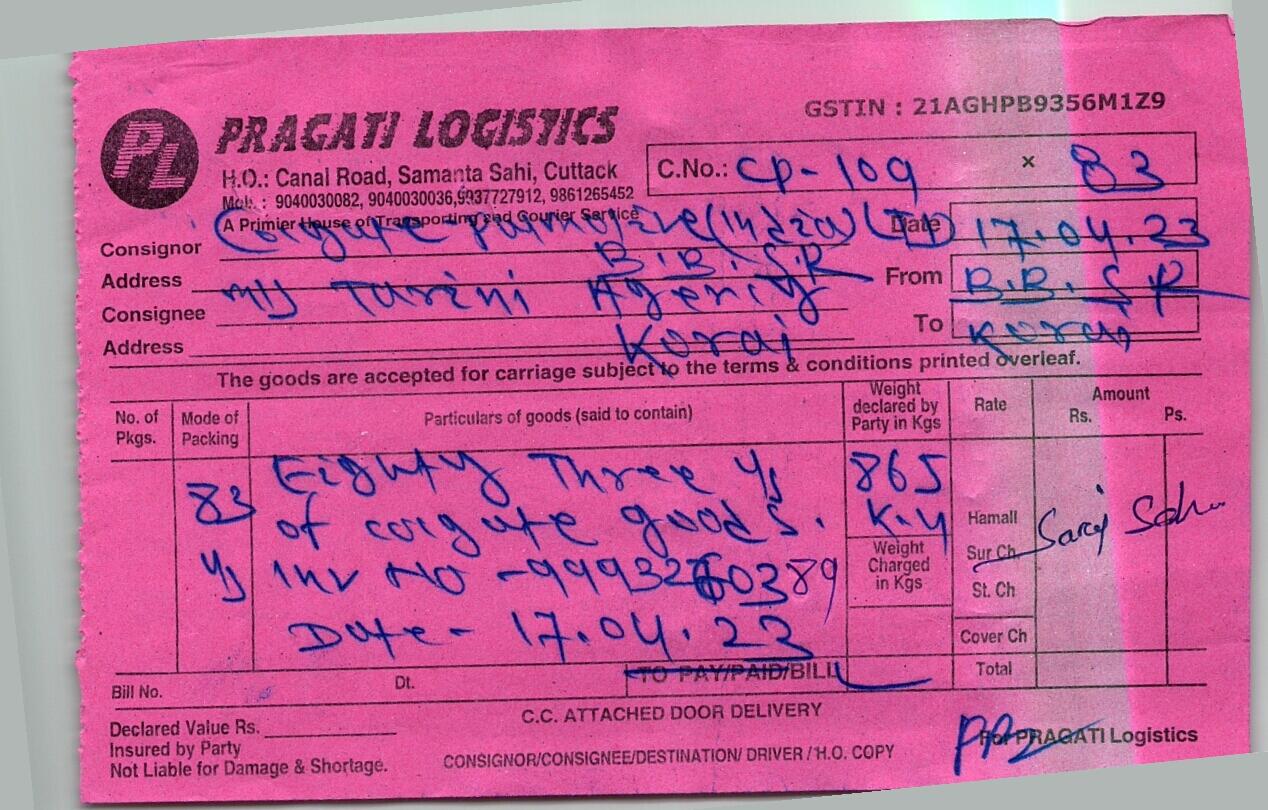 GSTIN : 21AGHPB9356M1Z9
PL
PRAGATI LOGISTICS
H.O.: Canal Road, Samanta Sahi, Cuttack
Mob. : 9040030082, 9040030036, 9937727912, 9861265452
A Primier House of Transporting and Courier Service
C.No.: CP-109 × 83
Consignor Colgate (India)
Date 17.04.23
Address B.B.SR
From B.B.SR
Consignee Tarini Agency
To Korai
Address Korai
The goods are accepted for carriage subject to the terms & conditions printed overleaf.
No. of Pkgs. Mode of Packing Particulars of goods (said to contain) Weight declared by Party in Kgs Rate Amount Rs. Ps.
83 Eighty Three 865
of colgate goods. K.g
Hamall
Weight Charged in Kgs
Sur Ch
Inv NO -
St. Ch
Date - 17.04.23
Cover Ch
TO PAY/PAID/BILL
Total
Bill No. Dt.
Declared Value Rs.
C.C. ATTACHED DOOR DELIVERY
Insured by Party
For PRAGATI Logistics
Not Liable for Damage & Shortage.
CONSIGNOR/CONSIGNEE/DESTINATION/ DRIVER / H.O. COPY